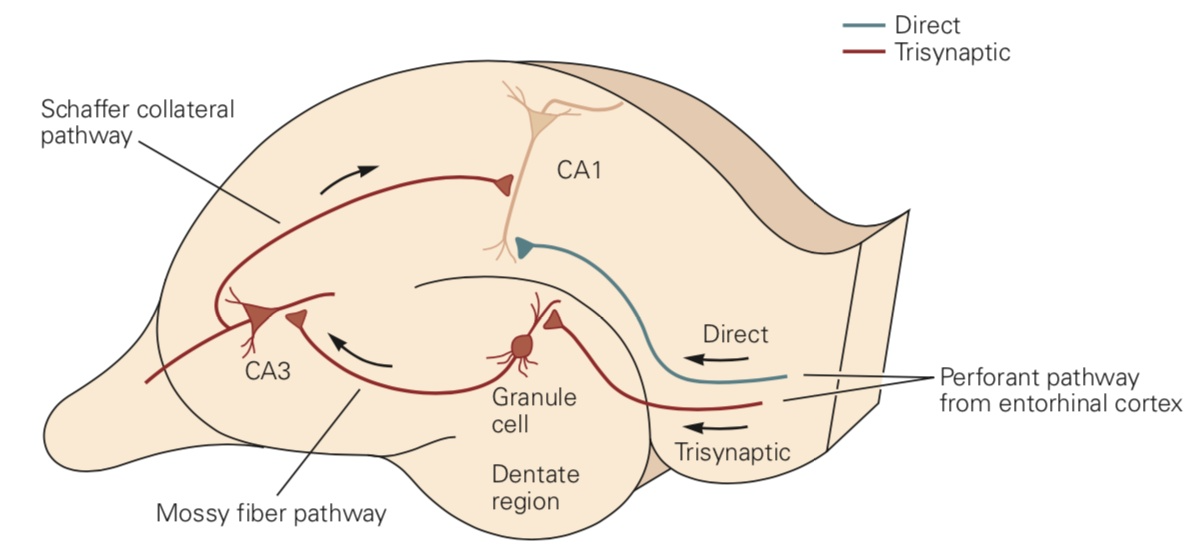 Direct
Trisynaptic
Schaffer collateral
pathway
CA1
Direct
CA3
Perforant pathway
from entorhinal cortex
Granule
cell
Trisynaptic
Dentate
region
Mossy fiber pathway